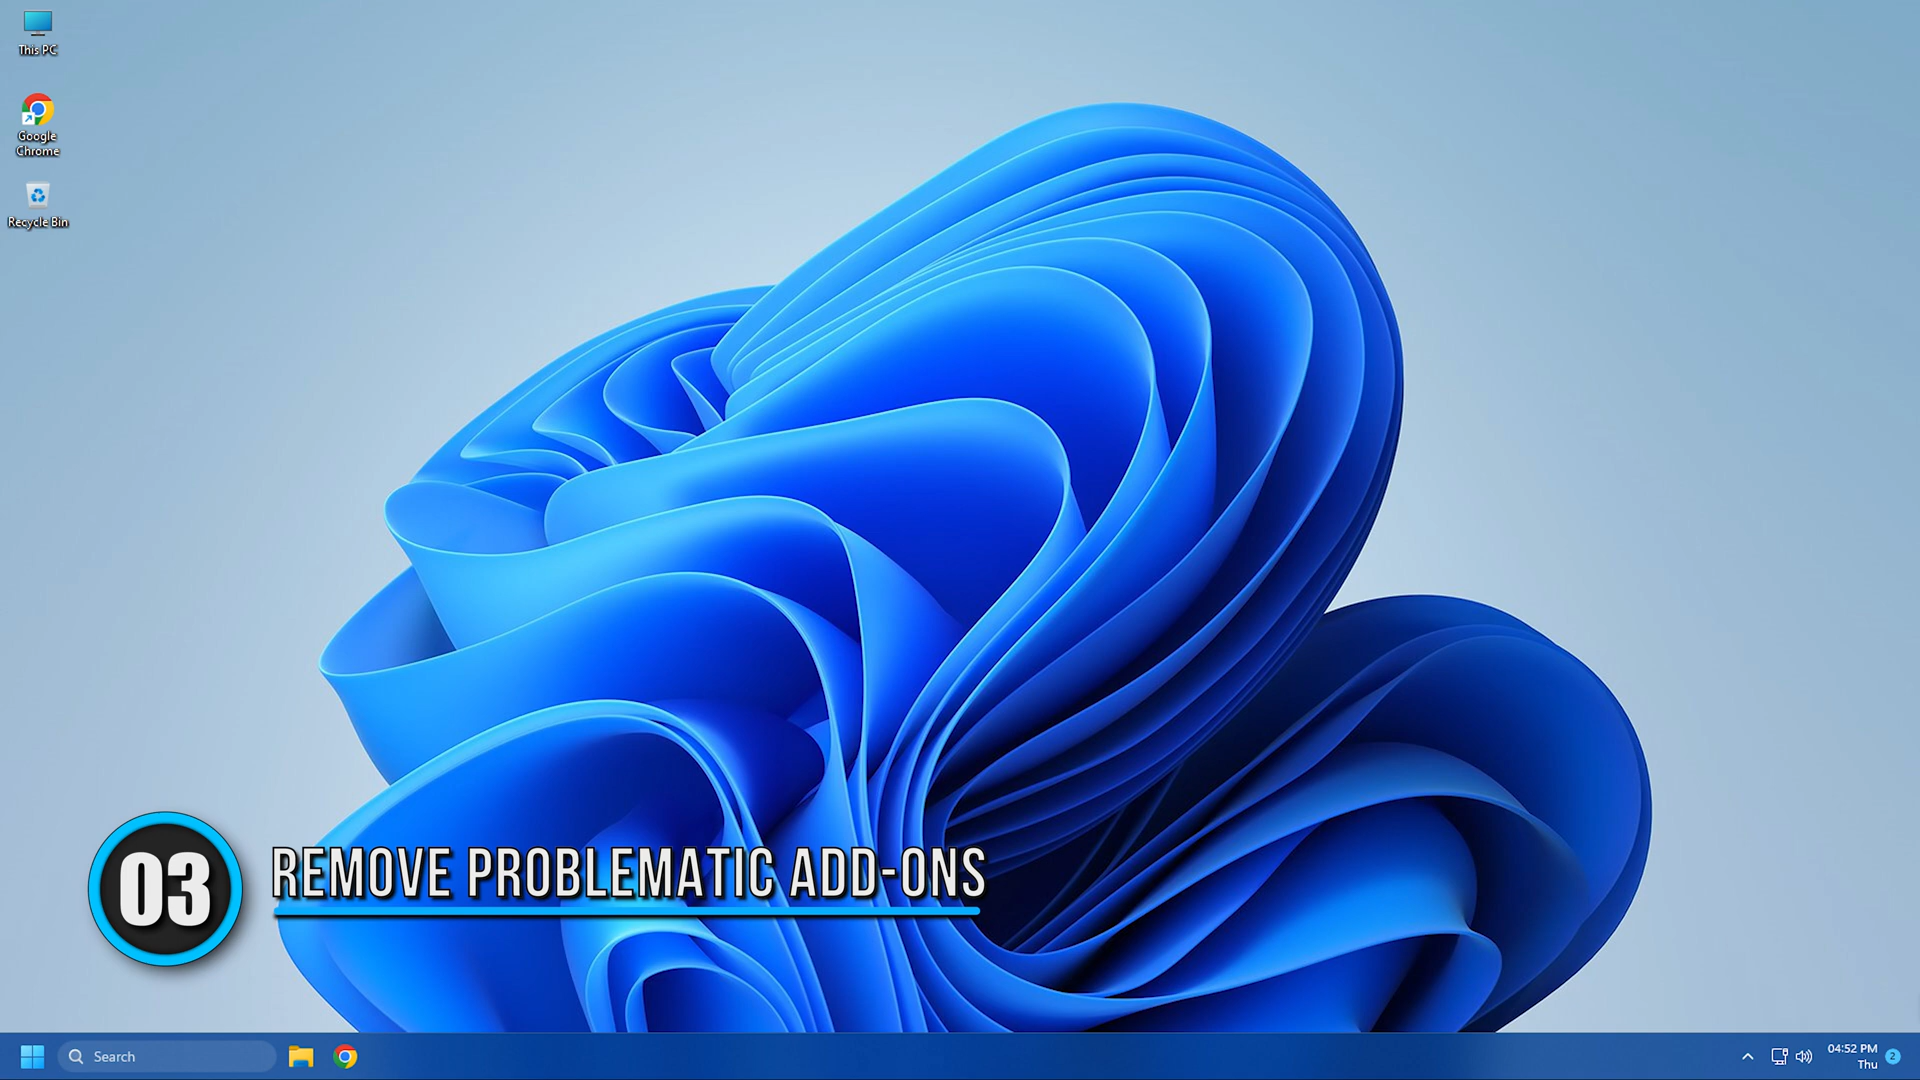 This PC
Google
Chrome
Recycle Bin
03
REMOVE PROBLEMATIC ADD-ONS
Search
04:52 PM
Thu
2